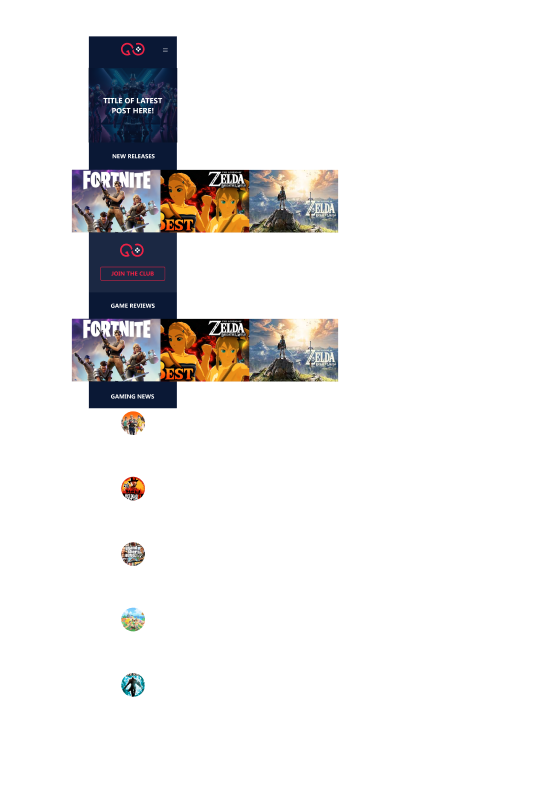 TITLE OF LATEST
POST HERE!
NEW RELEASES
FORTNITE
ZELDA
BEST
ZELDA
JOIN THE CLUB
GAME REVIEWS
FORTNITE
ZELDA
BEST
ZELDA
GAMING NEWS